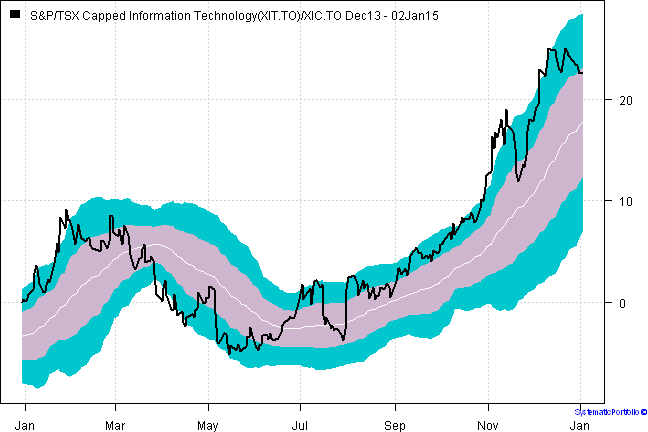 S&P/TSX Capped Information Technology(XIT.TO)/XIC.TO Dec13 - 02Jan15
20
10
0
Jan Mar May Jul Sep Nov Jan
SystematicPortfolio ©